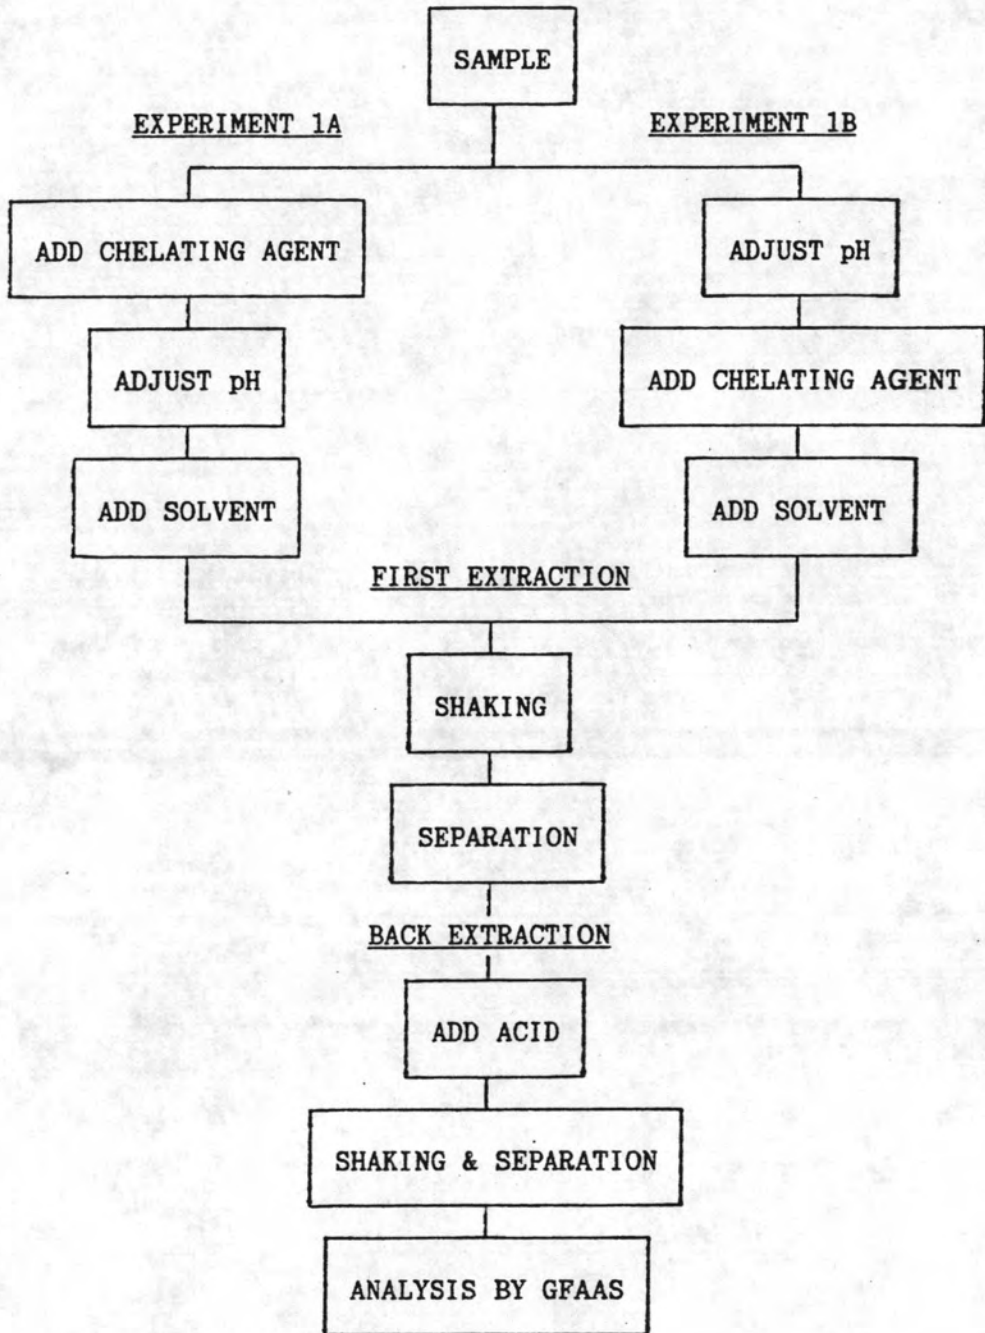 SAMPLE
EXPERIMENT 1A
EXPERIMENT 1B
ADD CHELATING AGENT
ADJUST pH
ADJUST pH
ADD CHELATING AGENT
ADD SOLVENT
ADD SOLVENT
FIRST EXTRACTION
SHAKING
SEPARATION
BACK EXTRACTION
ADD ACID
SHAKING & SEPARATION
ANALYSIS BY GFAAS